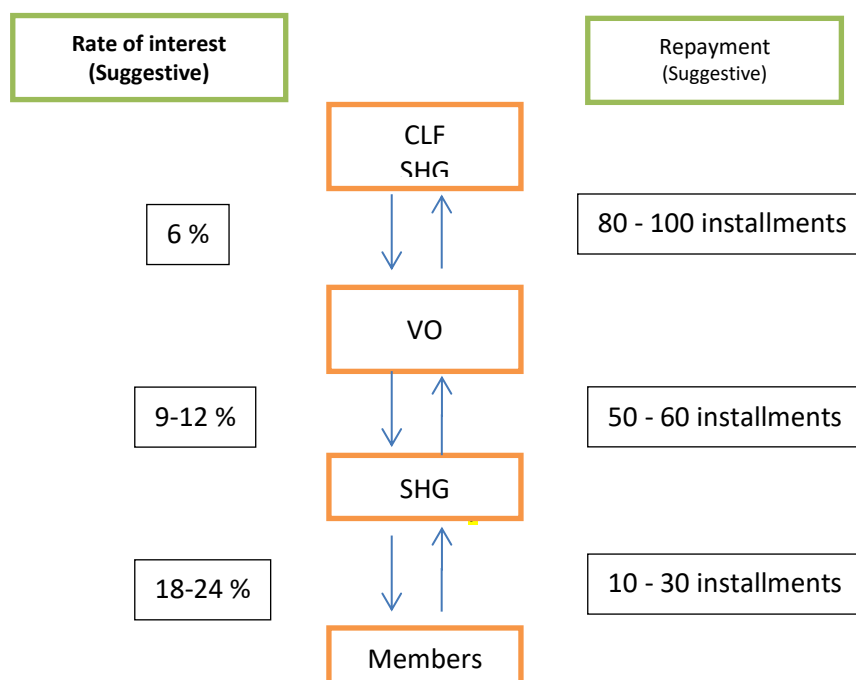 Rate of interest
(Suggestive)
Repayment
(Suggestive)
CLF
SHG
6 %
80 - 100 installments
VO
9-12 %
50 - 60 installments
SHG
18-24 %
10 - 30 installments
Members